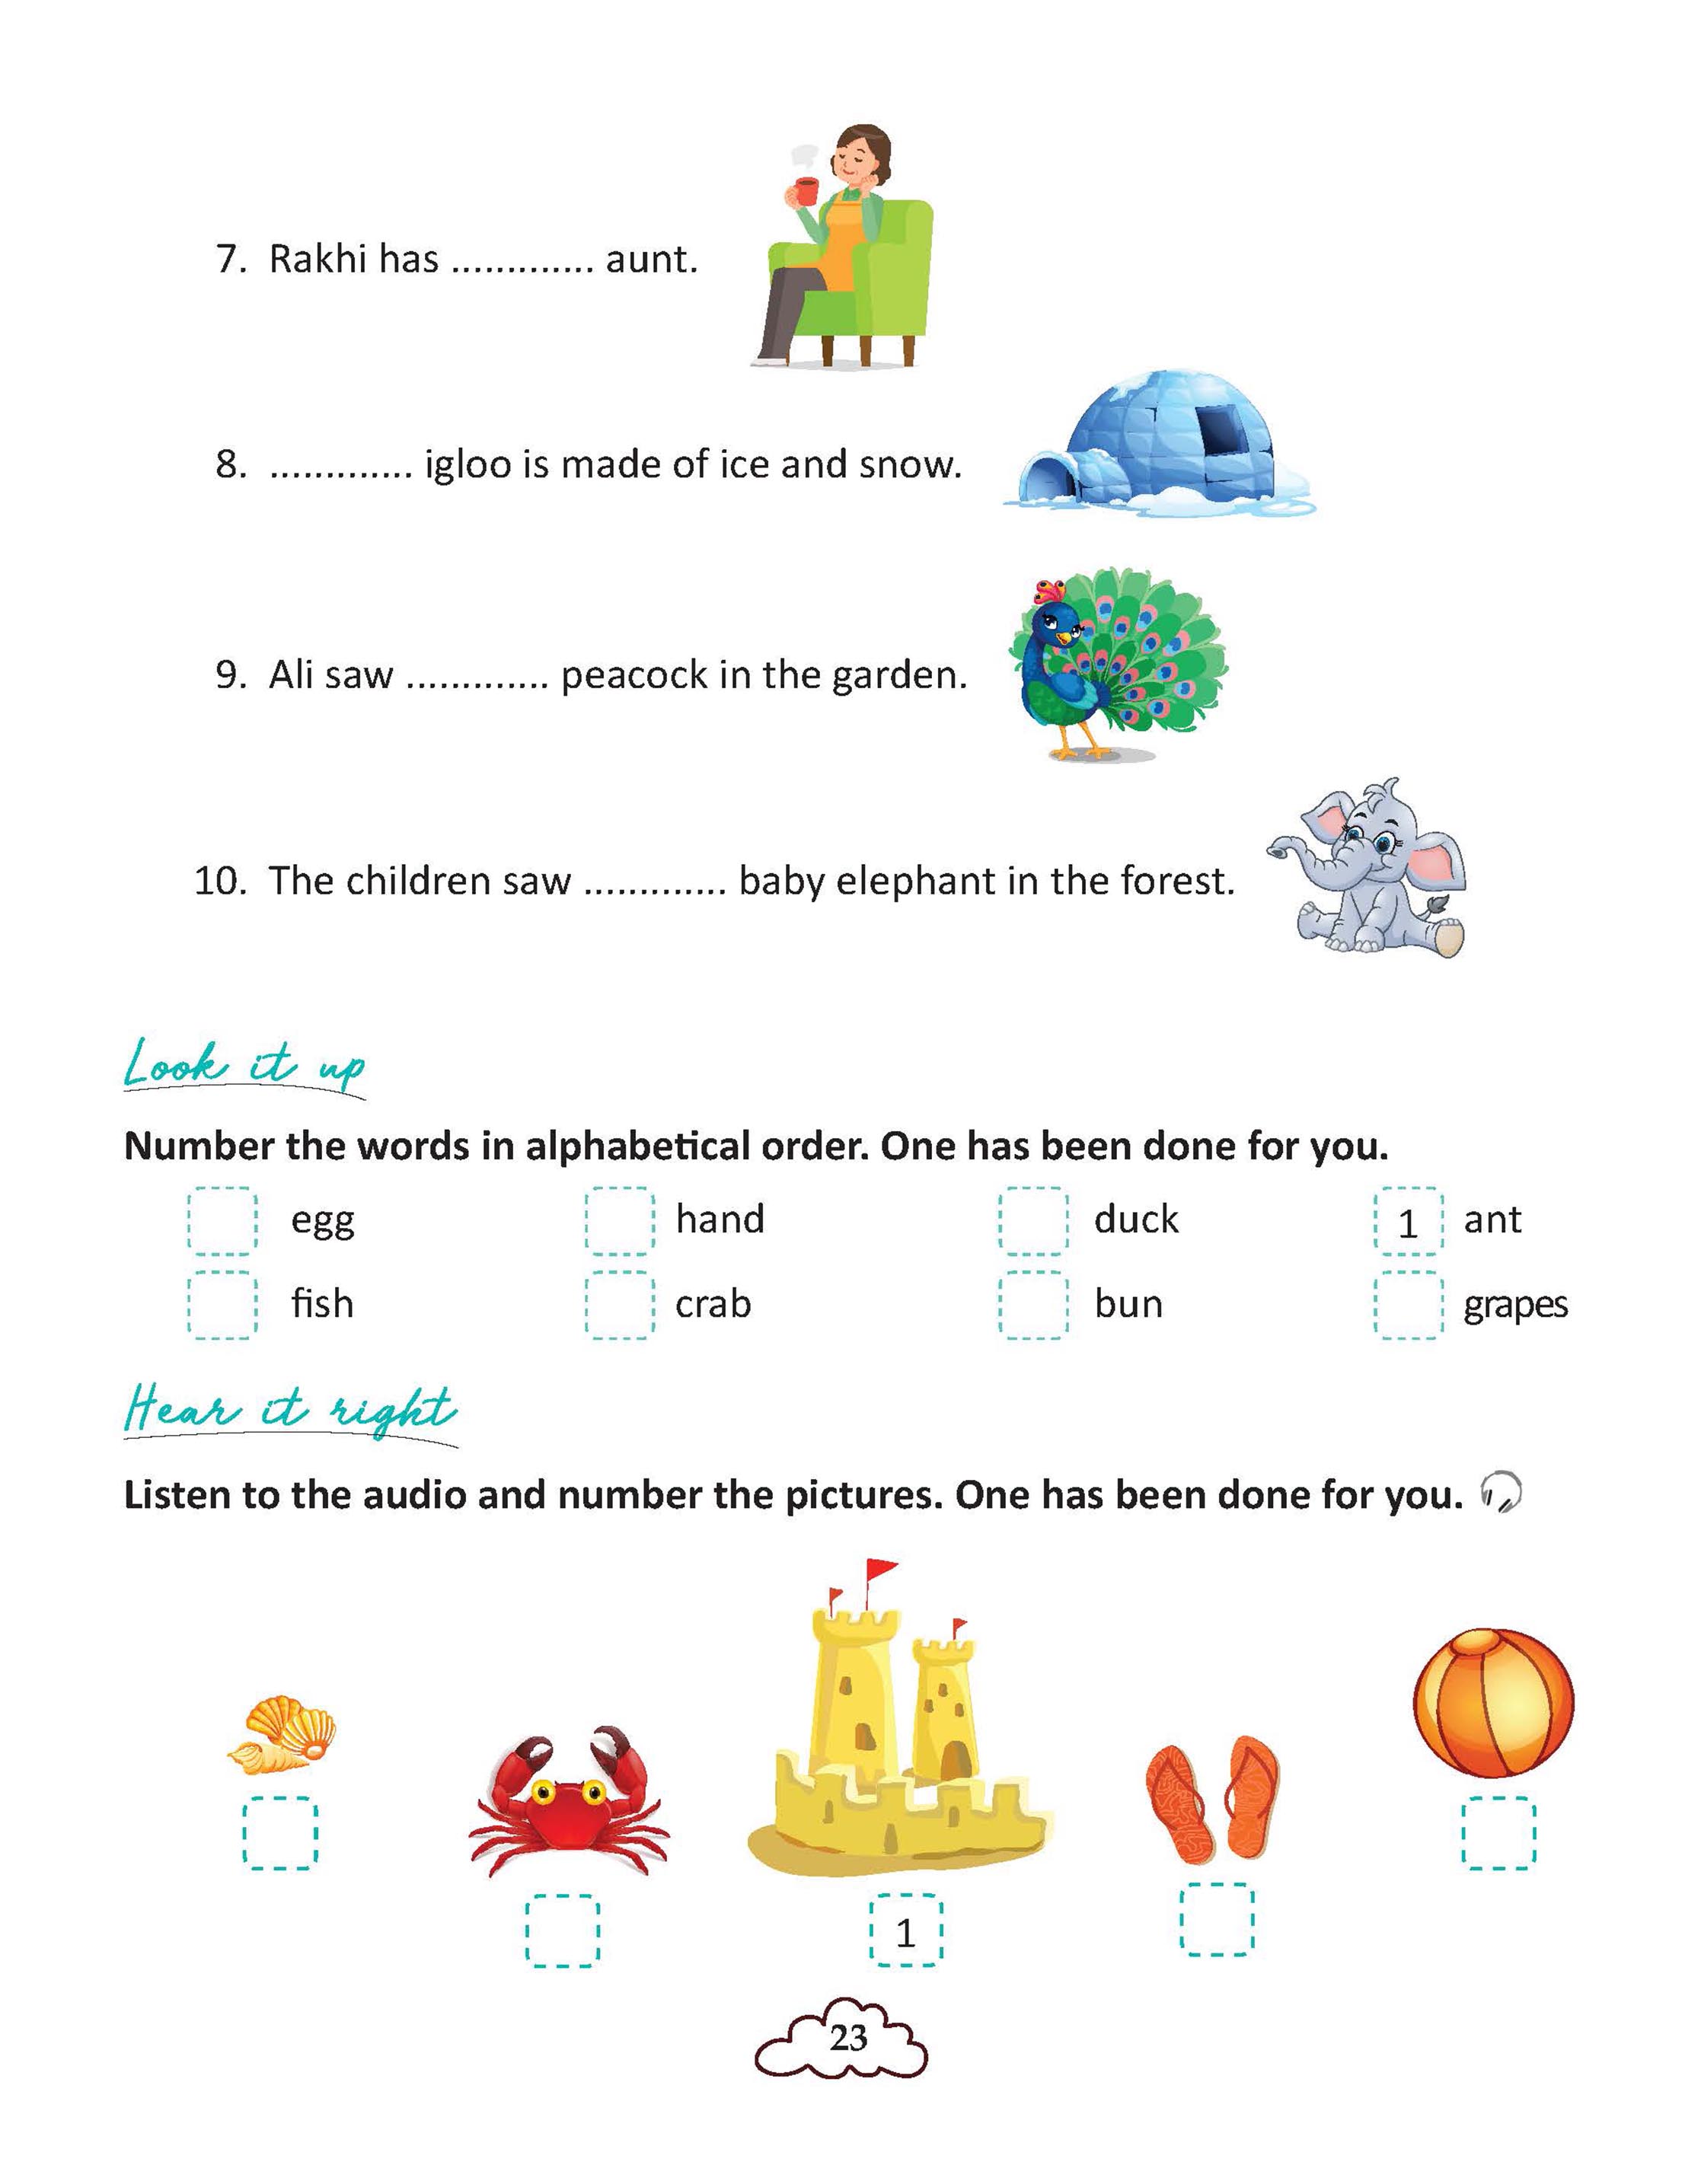 7. Rakhi has ............. aunt.
8. ............. igloo is made of ice and snow.
9. Ali saw ............. peacock in the garden.
10. The children saw ............. baby elephant in the forest.
Look it up
Number the words in alphabetical order. One has been done for you.
egg hand duck 1 ant
fish crab bun grapes
Hear it right
Listen to the audio and number the pictures. One has been done for you.
1
23